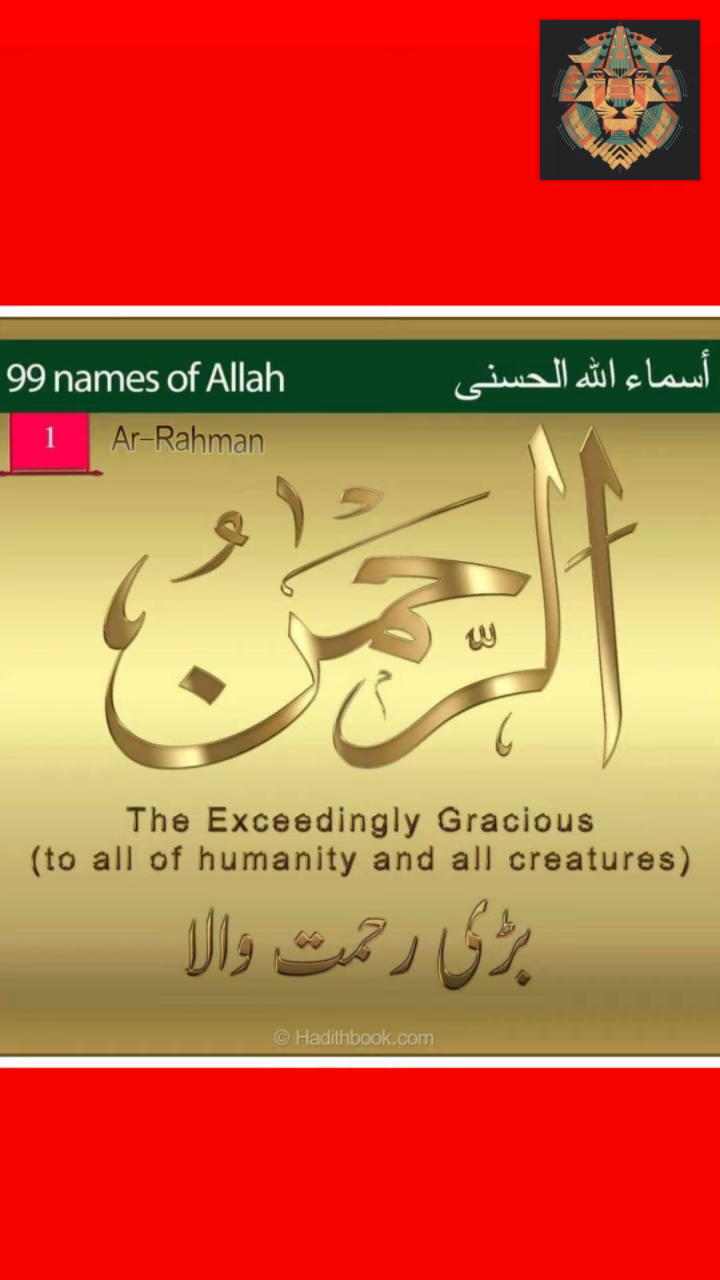 99 names of Allah
أسماء الله الحسنى
1
Ar-Rahman
الرَّحْمَنُ
The Exceedingly Gracious
(to all of humanity and all creatures)
بڑی رحمت والا
© Hadithbook.com